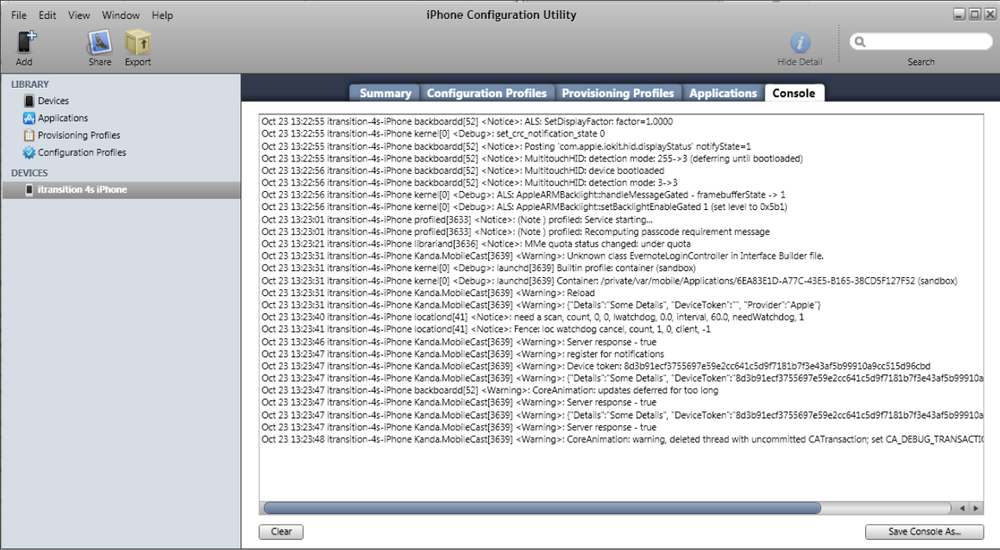 File Edit View Window Help
iPhone Configuration Utility
Add
Share
Export
Hide Detail
Search
LIBRARY
Devices
Applications
Provisioning Profiles
Configuration Profiles
DEVICES
itransition 4s iPhone
Summary Configuration Profiles Provisioning Profiles Applications Console
Oct 23 13:22:55 itransition-4s-iPhone backboardd[52] <Notice>: ALS: SetDisplayFactor: factor=1.0000
Oct 23 13:22:55 itransition-4s-iPhone kernel[0] <Debug>: set_crc_notification_state 0
Oct 23 13:22:55 itransition-4s-iPhone backboardd[52] <Notice>: Posting 'com.apple.iokit.hid.displayStatus' notifyState=1
Oct 23 13:22:55 itransition-4s-iPhone backboardd[52] <Notice>: MultitouchHID: detection mode: 255->3 (deferring until bootloaded)
Oct 23 13:22:56 itransition-4s-iPhone backboardd[52] <Notice>: MultitouchHID: device bootloaded
Oct 23 13:22:56 itransition-4s-iPhone backboardd[52] <Notice>: MultitouchHID: detection mode: 3->3
Oct 23 13:22:56 itransition-4s-iPhone kernel[0] <Debug>: ALS: AppleARMBacklight::handleMessageGated - framebufferState -> 1
Oct 23 13:22:56 itransition-4s-iPhone kernel[0] <Debug>: ALS: AppleARMBacklight::setBacklightEnableGated 1 (set level to 0x5b1)
Oct 23 13:23:01 itransition-4s-iPhone profiled[3633] <Notice>: (Note ) profiled: Service starting...
Oct 23 13:23:01 itransition-4s-iPhone profiled[3633] <Notice>: (Note ) profiled: Recomputing passcode requirement message
Oct 23 13:23:21 itransition-4s-iPhone librariand[3636] <Notice>: MMe quota status changed: under quota
Oct 23 13:23:31 itransition-4s-iPhone Kanda.MobileCast[3639] <Warning>: Unknown class EvernoteLoginController in Interface Builder file.
Oct 23 13:23:31 itransition-4s-iPhone kernel[0] <Debug>: launchd[3639] Builtin profile: container (sandbox)
Oct 23 13:23:31 itransition-4s-iPhone kernel[0] <Debug>: launchd[3639] Container: /private/var/mobile/Applications/6EA83E1D-A77C-43E5-B165-38CD5F127F52 (sandbox)
Oct 23 13:23:31 itransition-4s-iPhone Kanda.MobileCast[3639] <Warning>: Reload
Oct 23 13:23:31 itransition-4s-iPhone Kanda.MobileCast[3639] <Warning>: {"Details":"Some Details", "DeviceToken":"", "Provider":"Apple"}
Oct 23 13:23:40 itransition-4s-iPhone locationd[41] <Notice>: need a scan, count, 0, 0, lwatchdog, 0.0, interval, 60.0, needWatchdog, 1
Oct 23 13:23:41 itransition-4s-iPhone locationd[41] <Notice>: Fence: loc watchdog cancel, count, 1, 0, client, -1
Oct 23 13:23:46 itransition-4s-iPhone Kanda.MobileCast[3639] <Warning>: Server response - true
Oct 23 13:23:47 itransition-4s-iPhone Kanda.MobileCast[3639] <Warning>: register for notifications
Oct 23 13:23:47 itransition-4s-iPhone Kanda.MobileCast[3639] <Warning>: Device token: 8d3b91ecf3755697e59e2cc641c5d9f7181b7f3e43af5b99910a9cc515d96cbd
Oct 23 13:23:47 itransition-4s-iPhone Kanda.MobileCast[3639] <Warning>: {"Details":"Some Details", "DeviceToken":"8d3b91ecf3755697e59e2cc641c5d9f7181b7f3e43af5b99910a
Oct 23 13:23:47 itransition-4s-iPhone backboardd[52] <Warning>: CoreAnimation: updates deferred for too long
Oct 23 13:23:47 itransition-4s-iPhone Kanda.MobileCast[3639] <Warning>: Server response - true
Oct 23 13:23:47 itransition-4s-iPhone Kanda.MobileCast[3639] <Warning>: {"Details":"Some Details", "DeviceToken":"8d3b91ecf3755697e59e2cc641c5d9f7181b7f3e43af5b99910a
Oct 23 13:23:47 itransition-4s-iPhone Kanda.MobileCast[3639] <Warning>: Server response - true
Oct 23 13:23:48 itransition-4s-iPhone Kanda.MobileCast[3639] <Warning>: CoreAnimation: warning, deleted thread with uncommitted CATransaction; set CA_DEBUG_TRANSACTI
Clear
Save Console As...